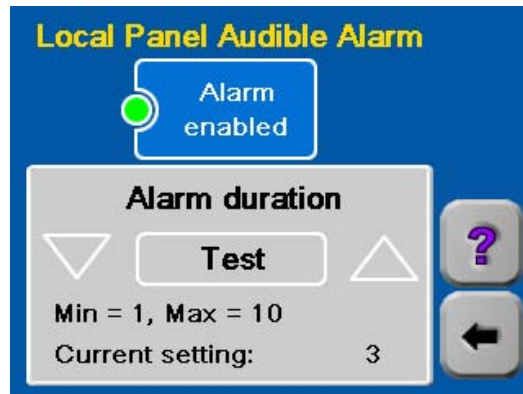 Local Panel Audible Alarm
Alarm
enabled
Alarm duration
Test
?
Min = 1, Max = 10
Current setting: 3